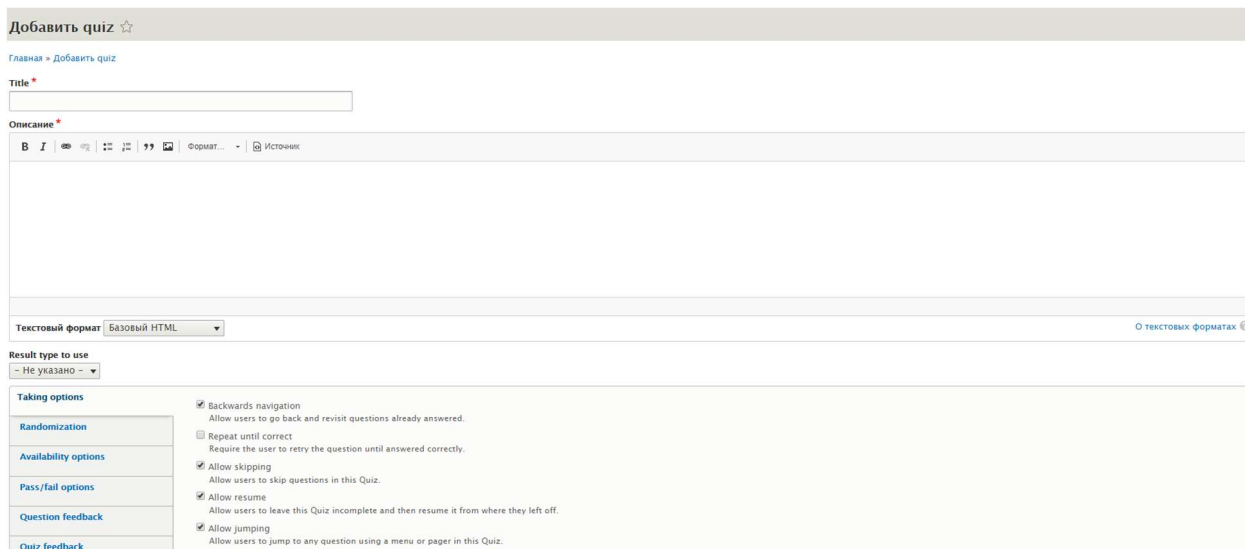 Добавить quiz
Главная » Добавить quiz
Title *
Описание *
B I Формат... Источник
Текстовый формат Базовый HTML
О текстовых форматах
Result type to use
- Не указано -
Taking options
Randomization
Availability options
Pass/fail options
Question feedback
Quiz feedback
Backwards navigation
Allow users to go back and revisit questions already answered.
Repeat until correct
Require the user to retry the question until answered correctly.
Allow skipping
Allow users to skip questions in this Quiz.
Allow resume
Allow users to leave this Quiz incomplete and then resume it from where they left off.
Allow jumping
Allow users to jump to any question using a menu or pager in this Quiz.